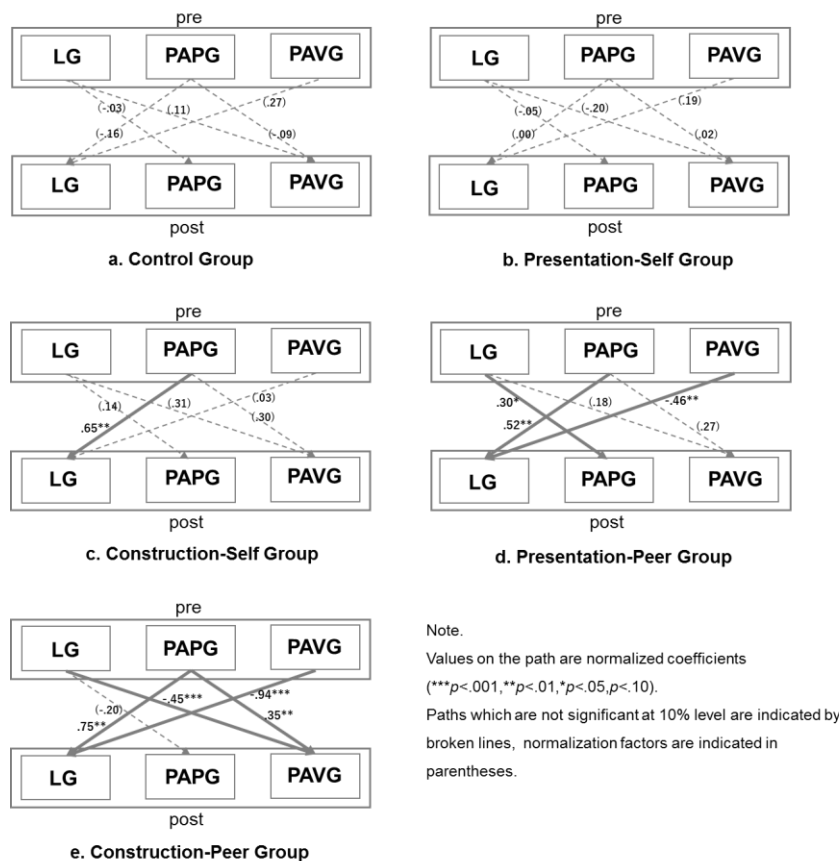 pre
LG PAPG PAVG
(-.03) (.11) (.27)
(-.16) (-.09)
LG PAPG PAVG
post
a. Control Group
pre
LG PAPG PAVG
(-.05) (-.20) (.19)
(.00) (.02)
LG PAPG PAVG
post
b. Presentation-Self Group
pre
LG PAPG PAVG
(.14) (.31) (.03)
.65** (.30)
LG PAPG PAVG
post
c. Construction-Self Group
pre
LG PAPG PAVG
.30* (.18) -.46**
.52** (.27)
LG PAPG PAVG
post
d. Presentation-Peer Group
pre
LG PAPG PAVG
(-.20) -.45*** -.94***
.75** .35**
LG PAPG PAVG
post
e. Construction-Peer Group
Note.
Values on the path are normalized coefficients
(***p<.001,**p<.01,*p<.05,p<.10).
Paths which are not significant at 10% level are indicated by
broken lines, normalization factors are indicated in
parentheses.